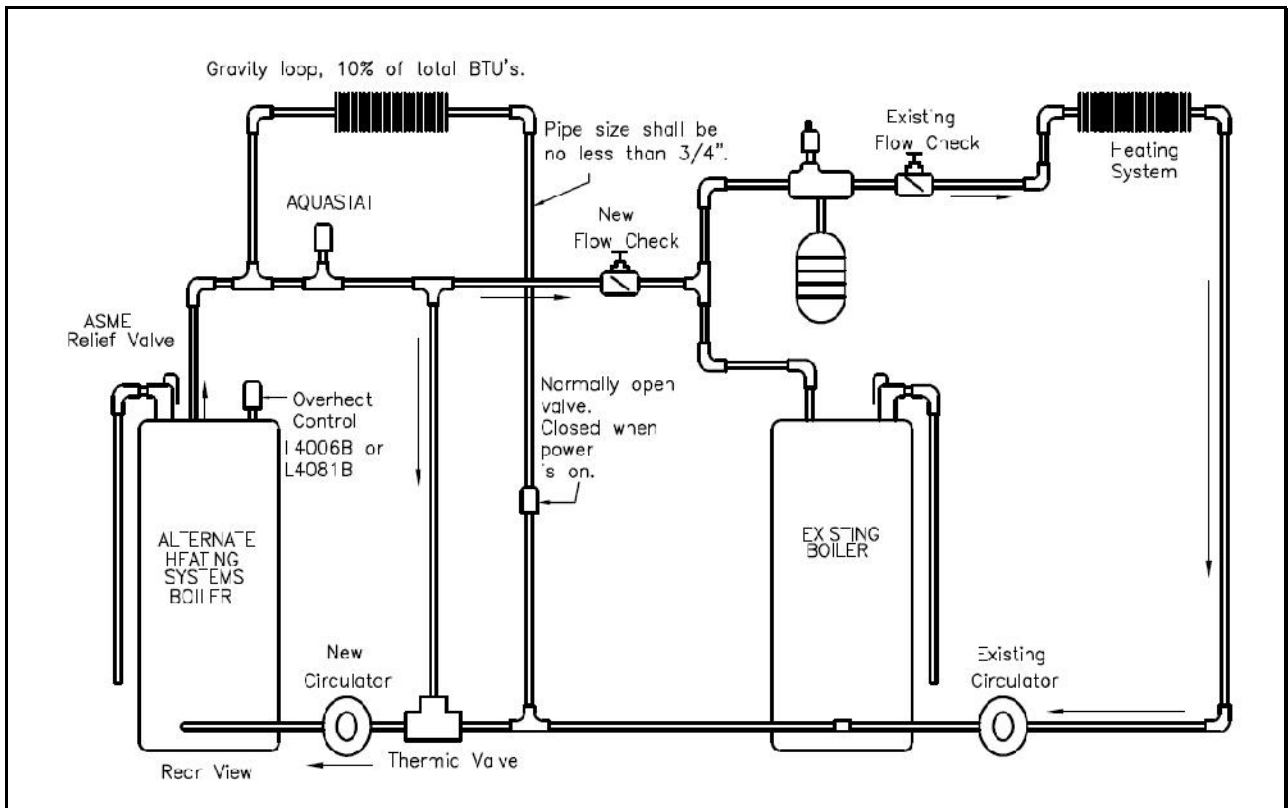 Gravity loop, 10% of total BTU's.
Pipe size shall be
no less than 3/4".
Existing
Flow Check
Heating
System
AQUASTAT
New
Flow Check
ASME
Relief Valve
Overheat
Control
L4006B or
L4081B
Normally open
valve.
Closed when
power
is on.
ALTERNATE
HEATING
SYSTEMS
BOILER
EXISTING
BOILER
New
Circulator
Existing
Circulator
Thermic Valve
Rear View